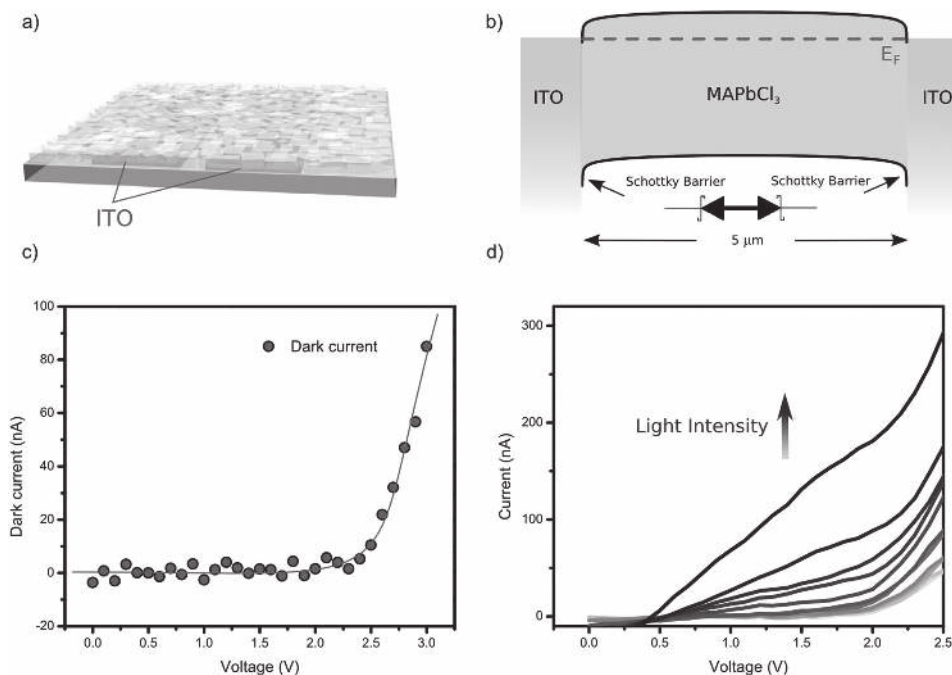 a)
ITO
b)
E_F
ITO
MAPbCl₃
ITO
Schottky Barrier
Schottky Barrier
5 μm
c)
100
80
60
40
20
0
-20
Dark current (nA)
Dark current
0.0 0.5 1.0 1.5 2.0 2.5 3.0
Voltage (V)
d)
300
200
100
0
Current (nA)
Light Intensity
0.0 0.5 1.0 1.5 2.0 2.5
Voltage (V)